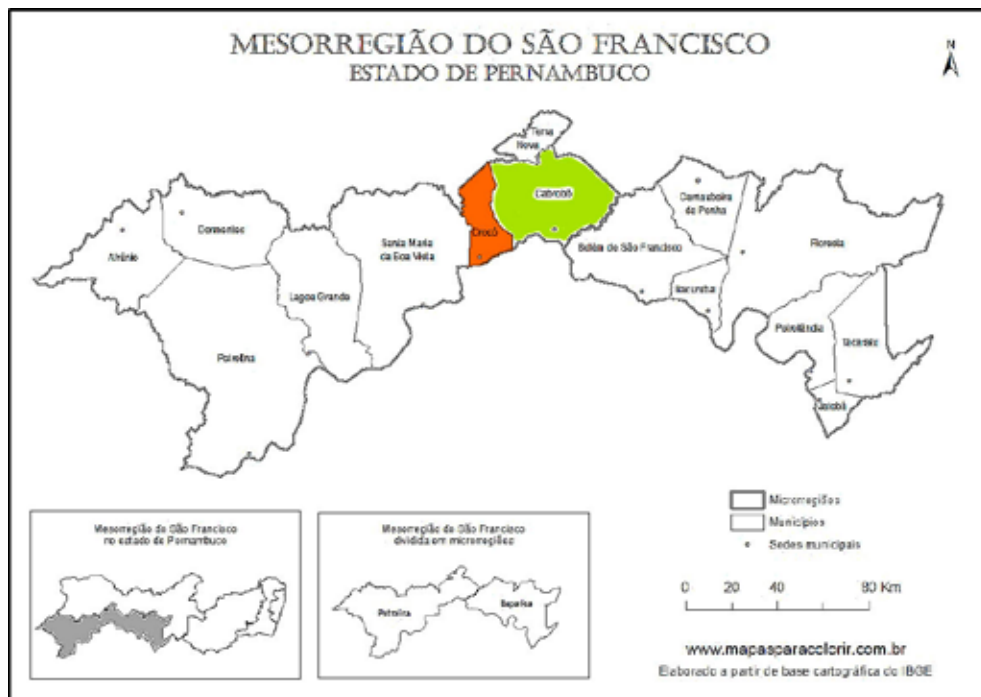 MESORREGIÃO DO SÃO FRANCISCO
ESTADO DE PERNAMBUCO
N
Terra
Nova
Cabrobó
Orocó
Dormentes
Afrânio
Santa Maria
da Boa Vista
Lagoa Grande
Petrolina
Carnaubeira
da Penha
Belém de São Francisco
Floresta
Itacuruba
Petrolândia
Tacaratu
Jatobá
Microrregiões
Municípios
Sedes municipais
Mesorregião do São Francisco
no estado de Pernambuco
Mesorregião do São Francisco
dividida em microrregiões
Petrolina
Itaparica
0 20 40 80 Km
www.mapasparacolorir.com.br
Elaborado a partir de base cartográfica do IBGE